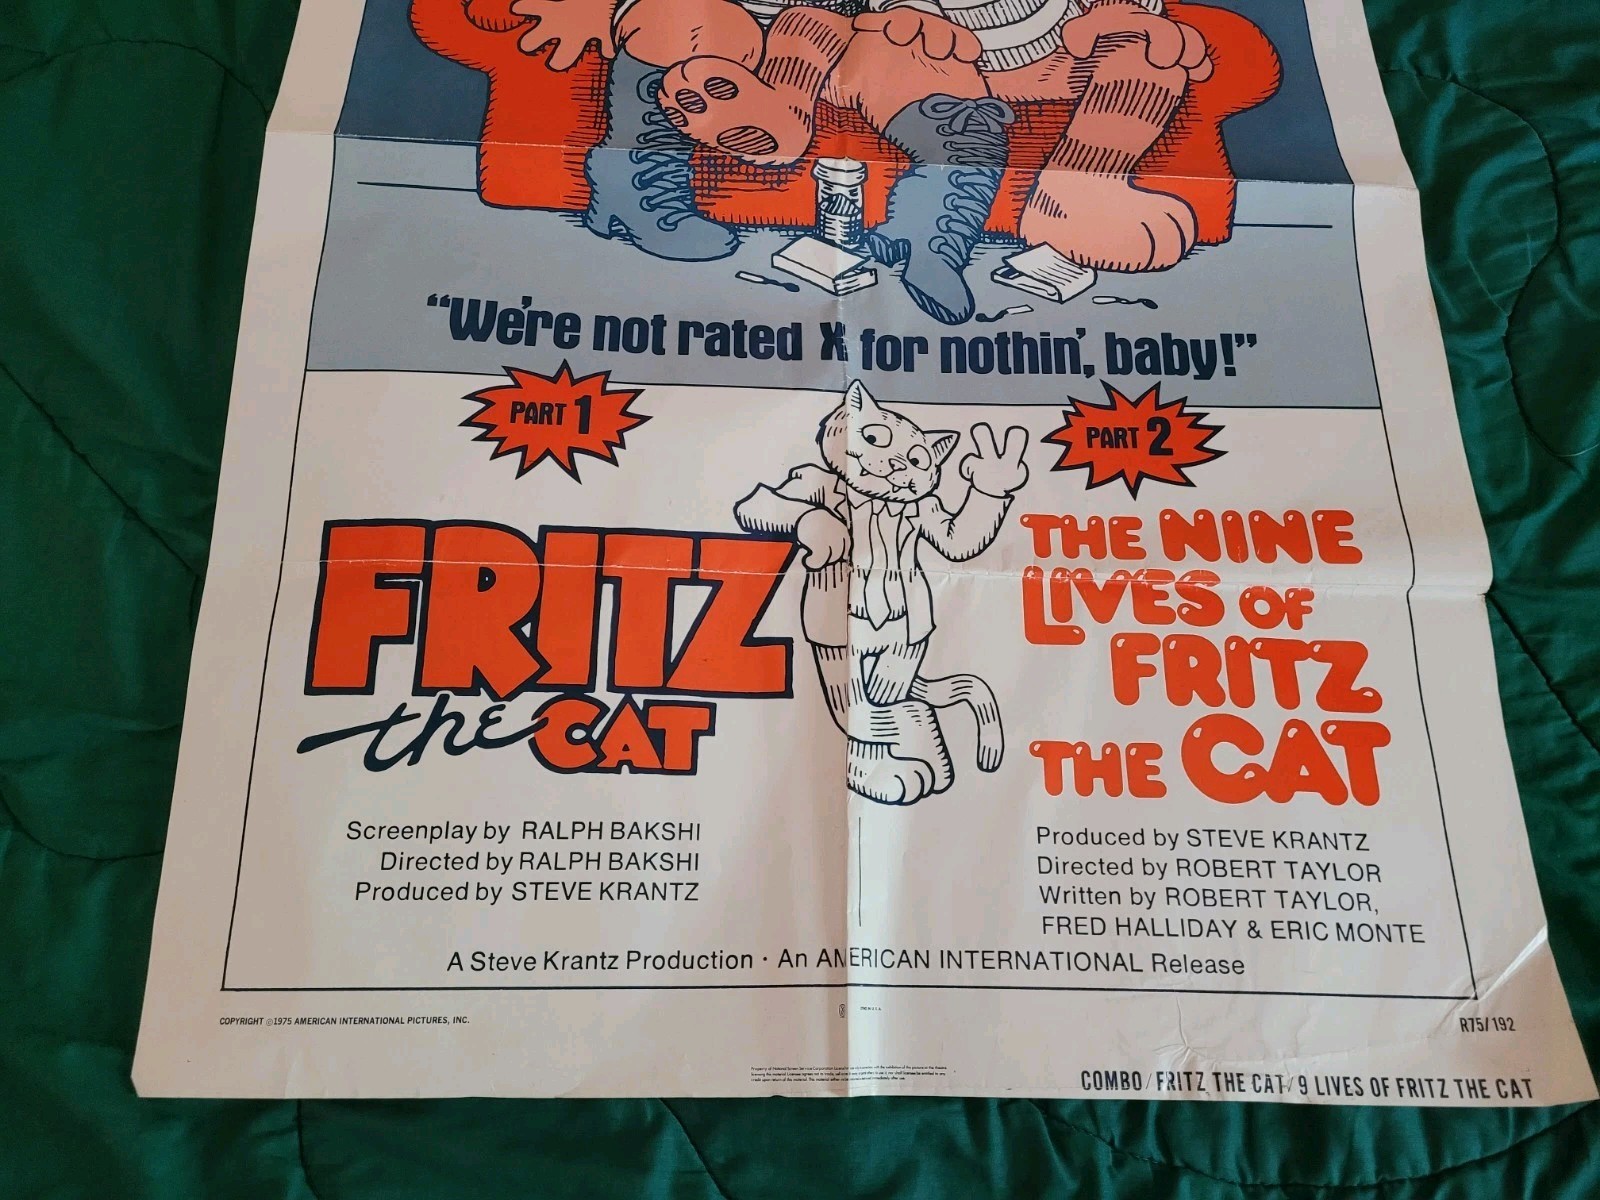 “We're not rated X for nothin', baby!”
PART 1
PART 2
FRITZ
the CAT
THE NINE
LIVES OF
FRITZ
THE CAT
Screenplay by RALPH BAKSHI
Directed by RALPH BAKSHI
Produced by STEVE KRANTZ
Produced by STEVE KRANTZ
Directed by ROBERT TAYLOR
Written by ROBERT TAYLOR,
FRED HALLIDAY & ERIC MONTE
A Steve Krantz Production · An AMERICAN INTERNATIONAL Release
COPYRIGHT ©1975 AMERICAN INTERNATIONAL PICTURES, INC.
R75/192
COMBO/FRITZ THE CAT/9 LIVES OF FRITZ THE CAT